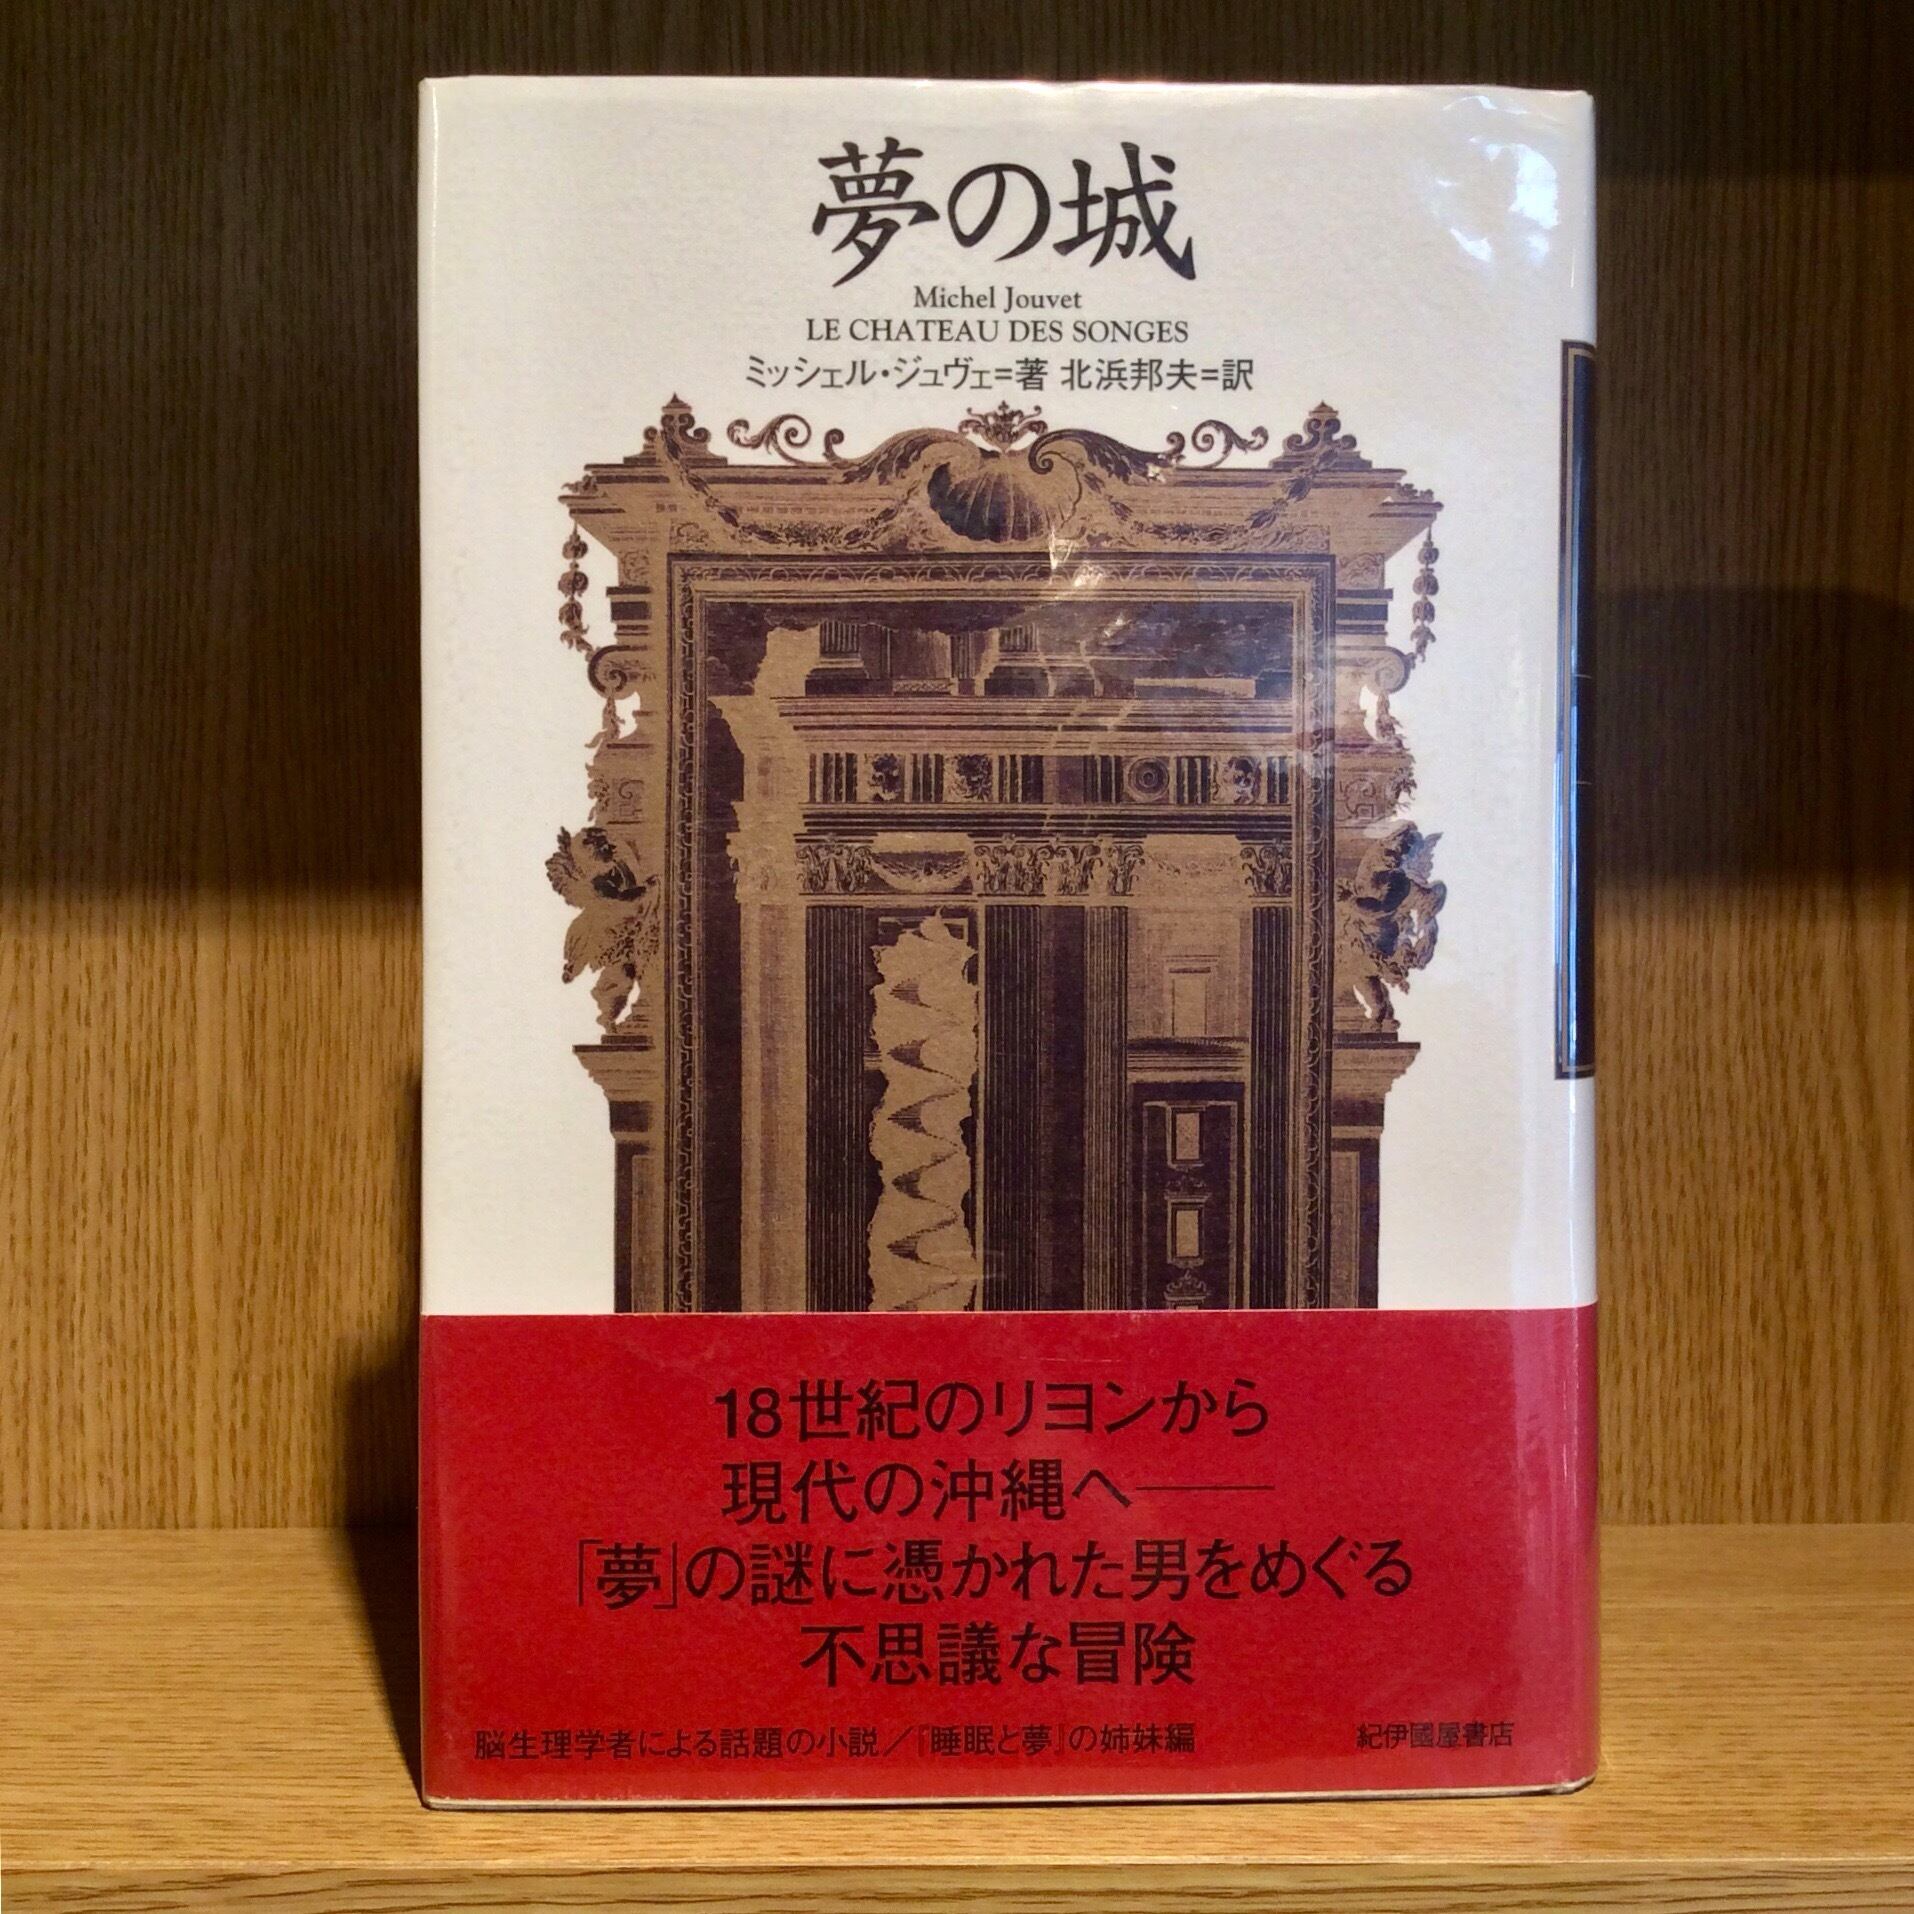 夢の城
Michel Jouvet
LE CHATEAU DES SONGES
ミッシェル・ジュヴェ=著 北浜邦夫=訳
18世紀のリヨンから
現代の沖縄へ――
「夢」の謎に憑かれた男をめぐる
不思議な冒険
脳生理学者による話題の小説/『睡眠と夢』の姉妹編
紀伊國屋書店